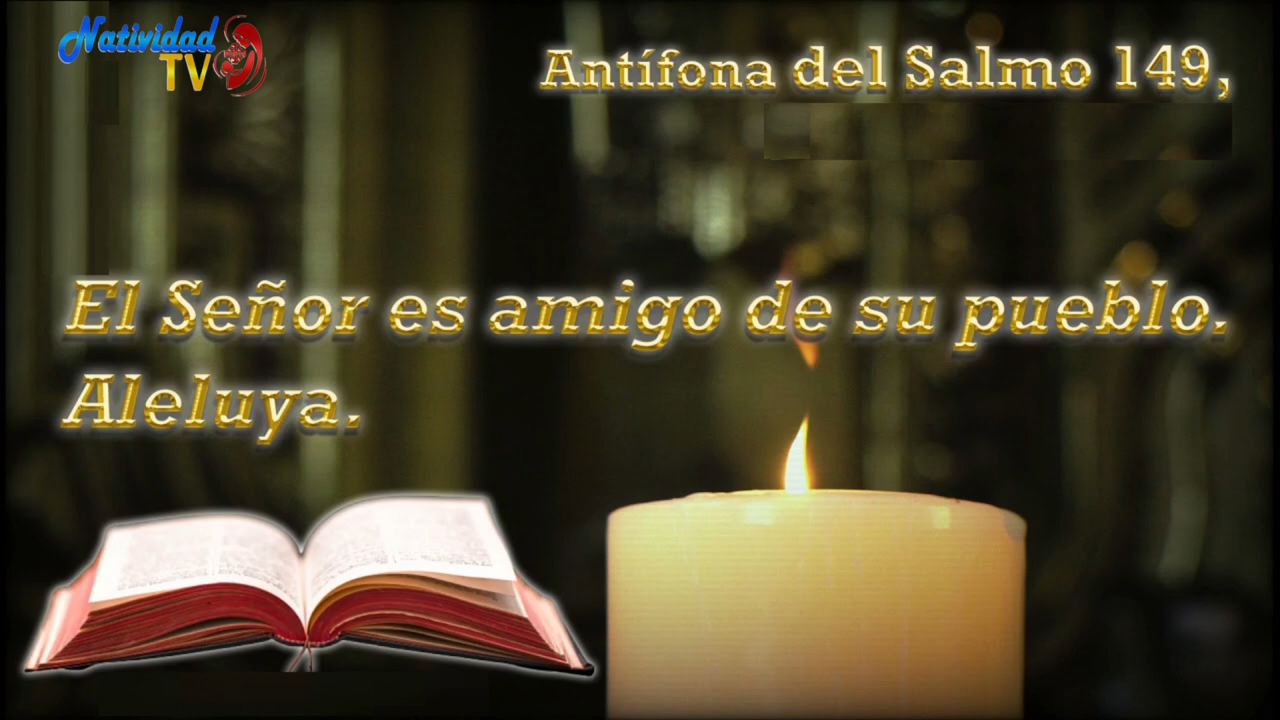 Natividad
TV
Antífona del Salmo 149,
El Señor es amigo de su pueblo.
Aleluya.